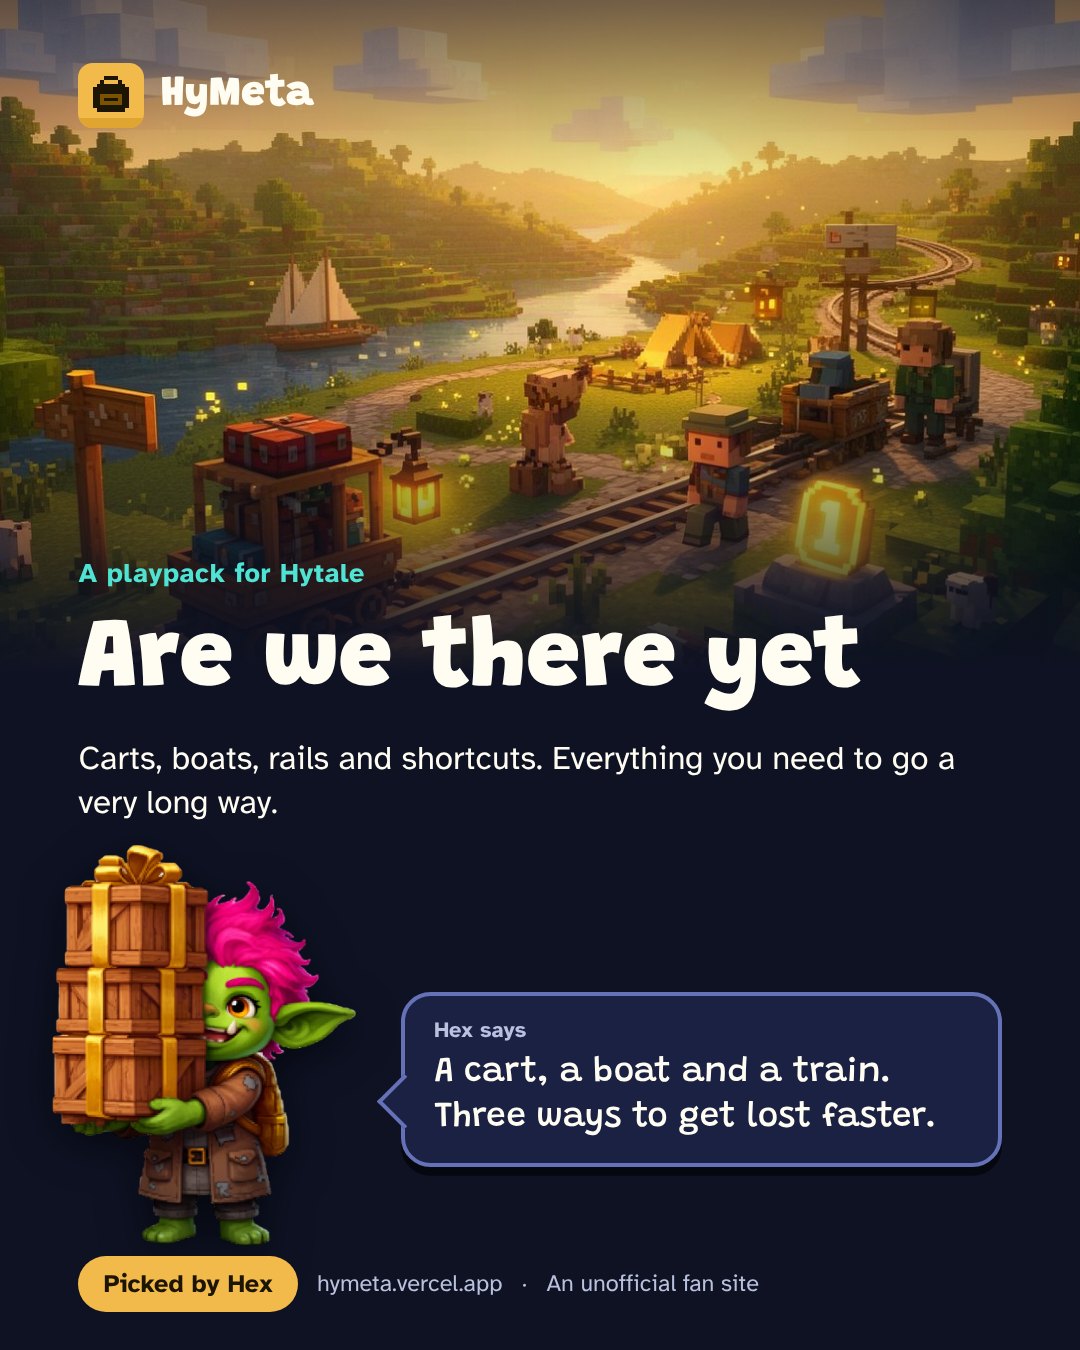 HyMeta
1
A playpack for Hytale
Are we there yet
Carts, boats, rails and shortcuts. Everything you need to go a
very long way.
Hex says
A cart, a boat and a train.
Three ways to get lost faster.
Picked by Hex
hymeta.vercel.app · An unofficial fan site